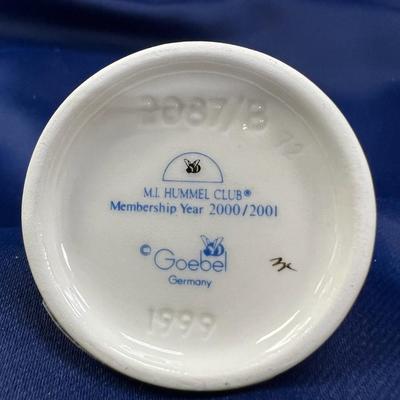 2087/B
72
M.I. HUMMEL CLUB®
Membership Year 2000/2001
© Goebel
Germany
1999